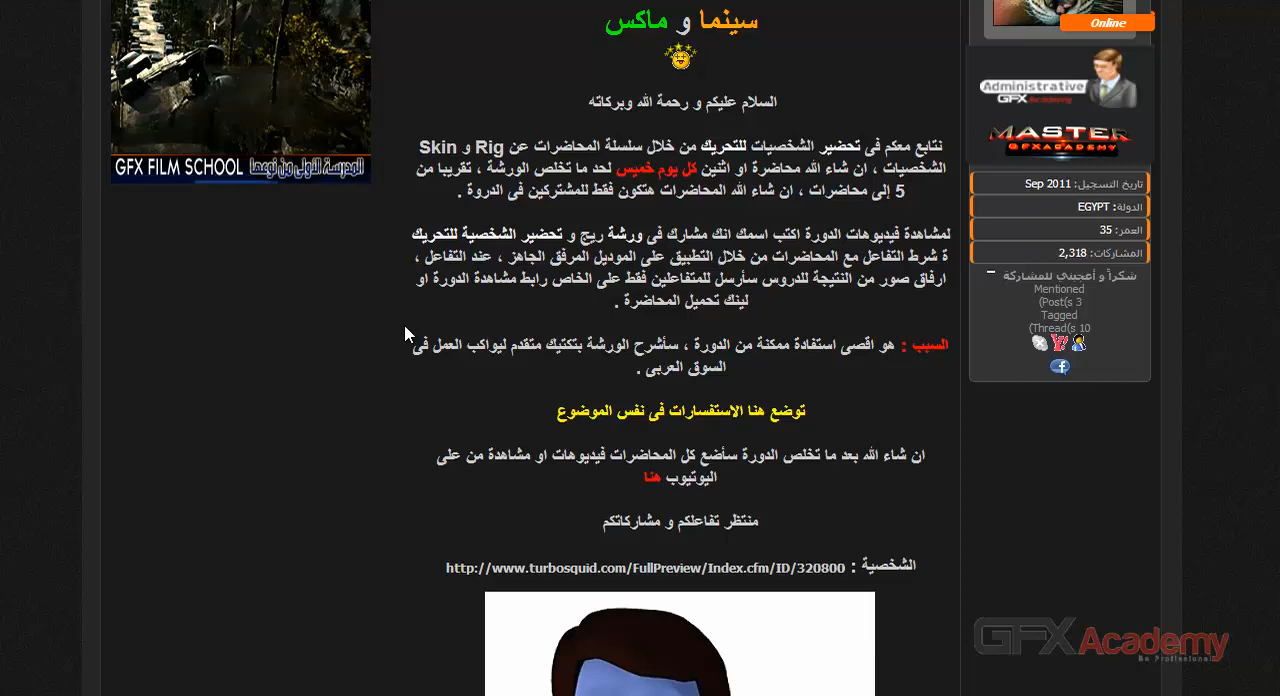 سينما و ماكس
السلام عليكم و رحمة الله وبركاته
نتابع معكم فى تحضير الشخصيات للتحريك من خلال سلسلة المحاضرات عن Rig و Skin
الشخصيات ، ان شاء الله محاضرة او اثنين كل يوم خميس لحد ما تخلص الورشة ، تقريبا من
5 إلى محاضرات ، ان شاء الله المحاضرات هتكون فقط للمشتركين فى الدروة .
لمشاهدة فيديوهات الدورة اكتب اسمك انك مشارك فى ورشة ريج و تحضير الشخصية للتحريك
ة شرط التفاعل مع المحاضرات من خلال التطبيق على الموديل المرفق الجاهز ، عند التفاعل ،
ارفاق صور من النتيجة للدروس سأرسل للمتفاعلين فقط على الخاص رابط مشاهدة الدورة او
لينك تحميل المحاضرة .
السبب : هو اقصى استفادة ممكنة من الدورة ، سأشرح الورشة بتكتيك متقدم ليواكب العمل فى
السوق العربى .
توضع هنا الاستفسارات فى نفس الموضوع
ان شاء الله بعد ما تخلص الدورة سأضع كل المحاضرات فيديوهات او مشاهدة من على
اليوتيوب هنا
منتظر تفاعلكم و مشاركاتكم
الشخصية : http://www.turbosquid.com/FullPreview/Index.cfm/ID/320800
GFX FILM SCHOOL المدرسة الأولى من نوعها
Online
Administrative
GFX Academy
MASTER
GFXACADEMY
تاريخ التسجيل: Sep 2011
الدولة: EGYPT
العمر: 35
المشاركات: 2,318
شكراً و أعجبني للمشاركة
Mentioned
(Post(s 3
Tagged
(Thread(s 10
GFXAcademy
Be Professional